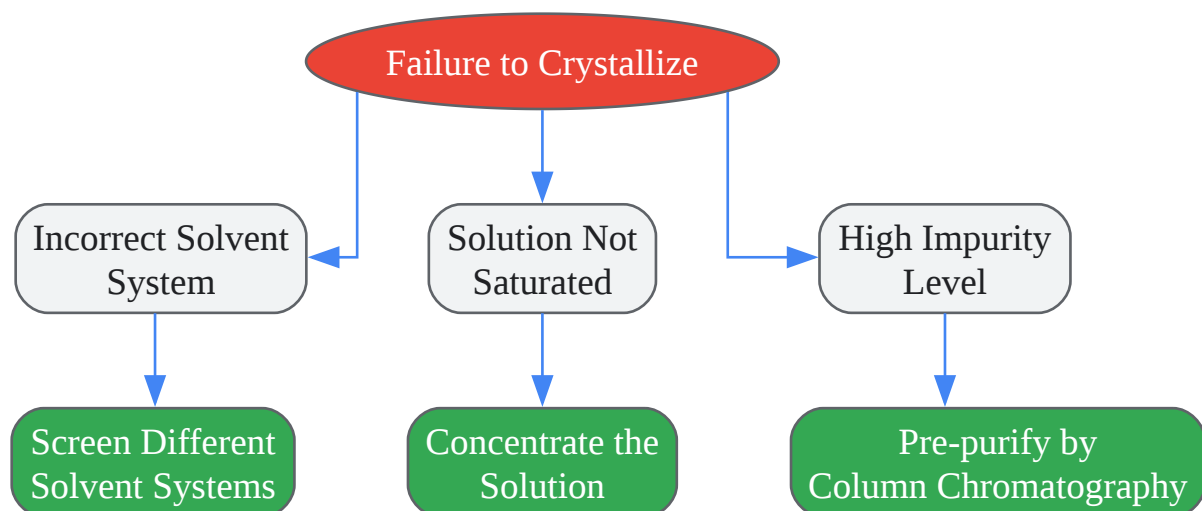 Failure to Crystallize
Incorrect Solvent
System
Solution Not
Saturated
High Impurity
Level
Screen Different
Solvent Systems
Concentrate the
Solution
Pre-purify by
Column Chromatography